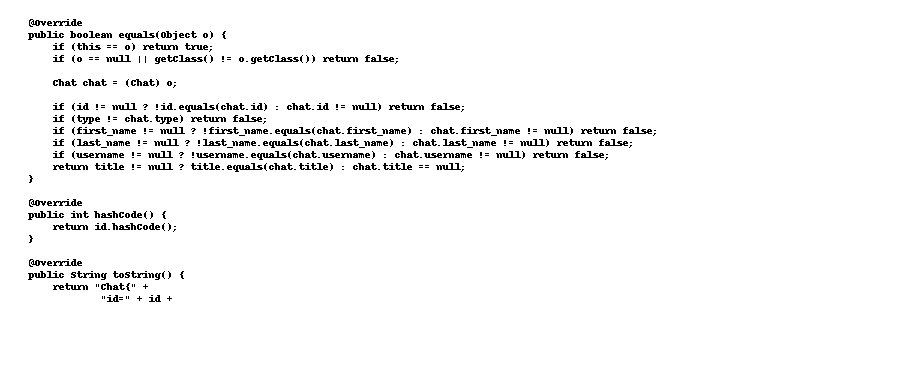 @Override
public boolean equals(Object o) {
    if (this == o) return true;
    if (o == null || getClass() != o.getClass()) return false;

    Chat chat = (Chat) o;

    if (id != null ? !id.equals(chat.id) : chat.id != null) return false;
    if (type != chat.type) return false;
    if (first_name != null ? !first_name.equals(chat.first_name) : chat.first_name != null) return false;
    if (last_name != null ? !last_name.equals(chat.last_name) : chat.last_name != null) return false;
    if (username != null ? !username.equals(chat.username) : chat.username != null) return false;
    return title != null ? title.equals(chat.title) : chat.title == null;
}

@Override
public int hashCode() {
    return id.hashCode();
}

@Override
public String toString() {
    return "Chat{" +
            "id=" + id +